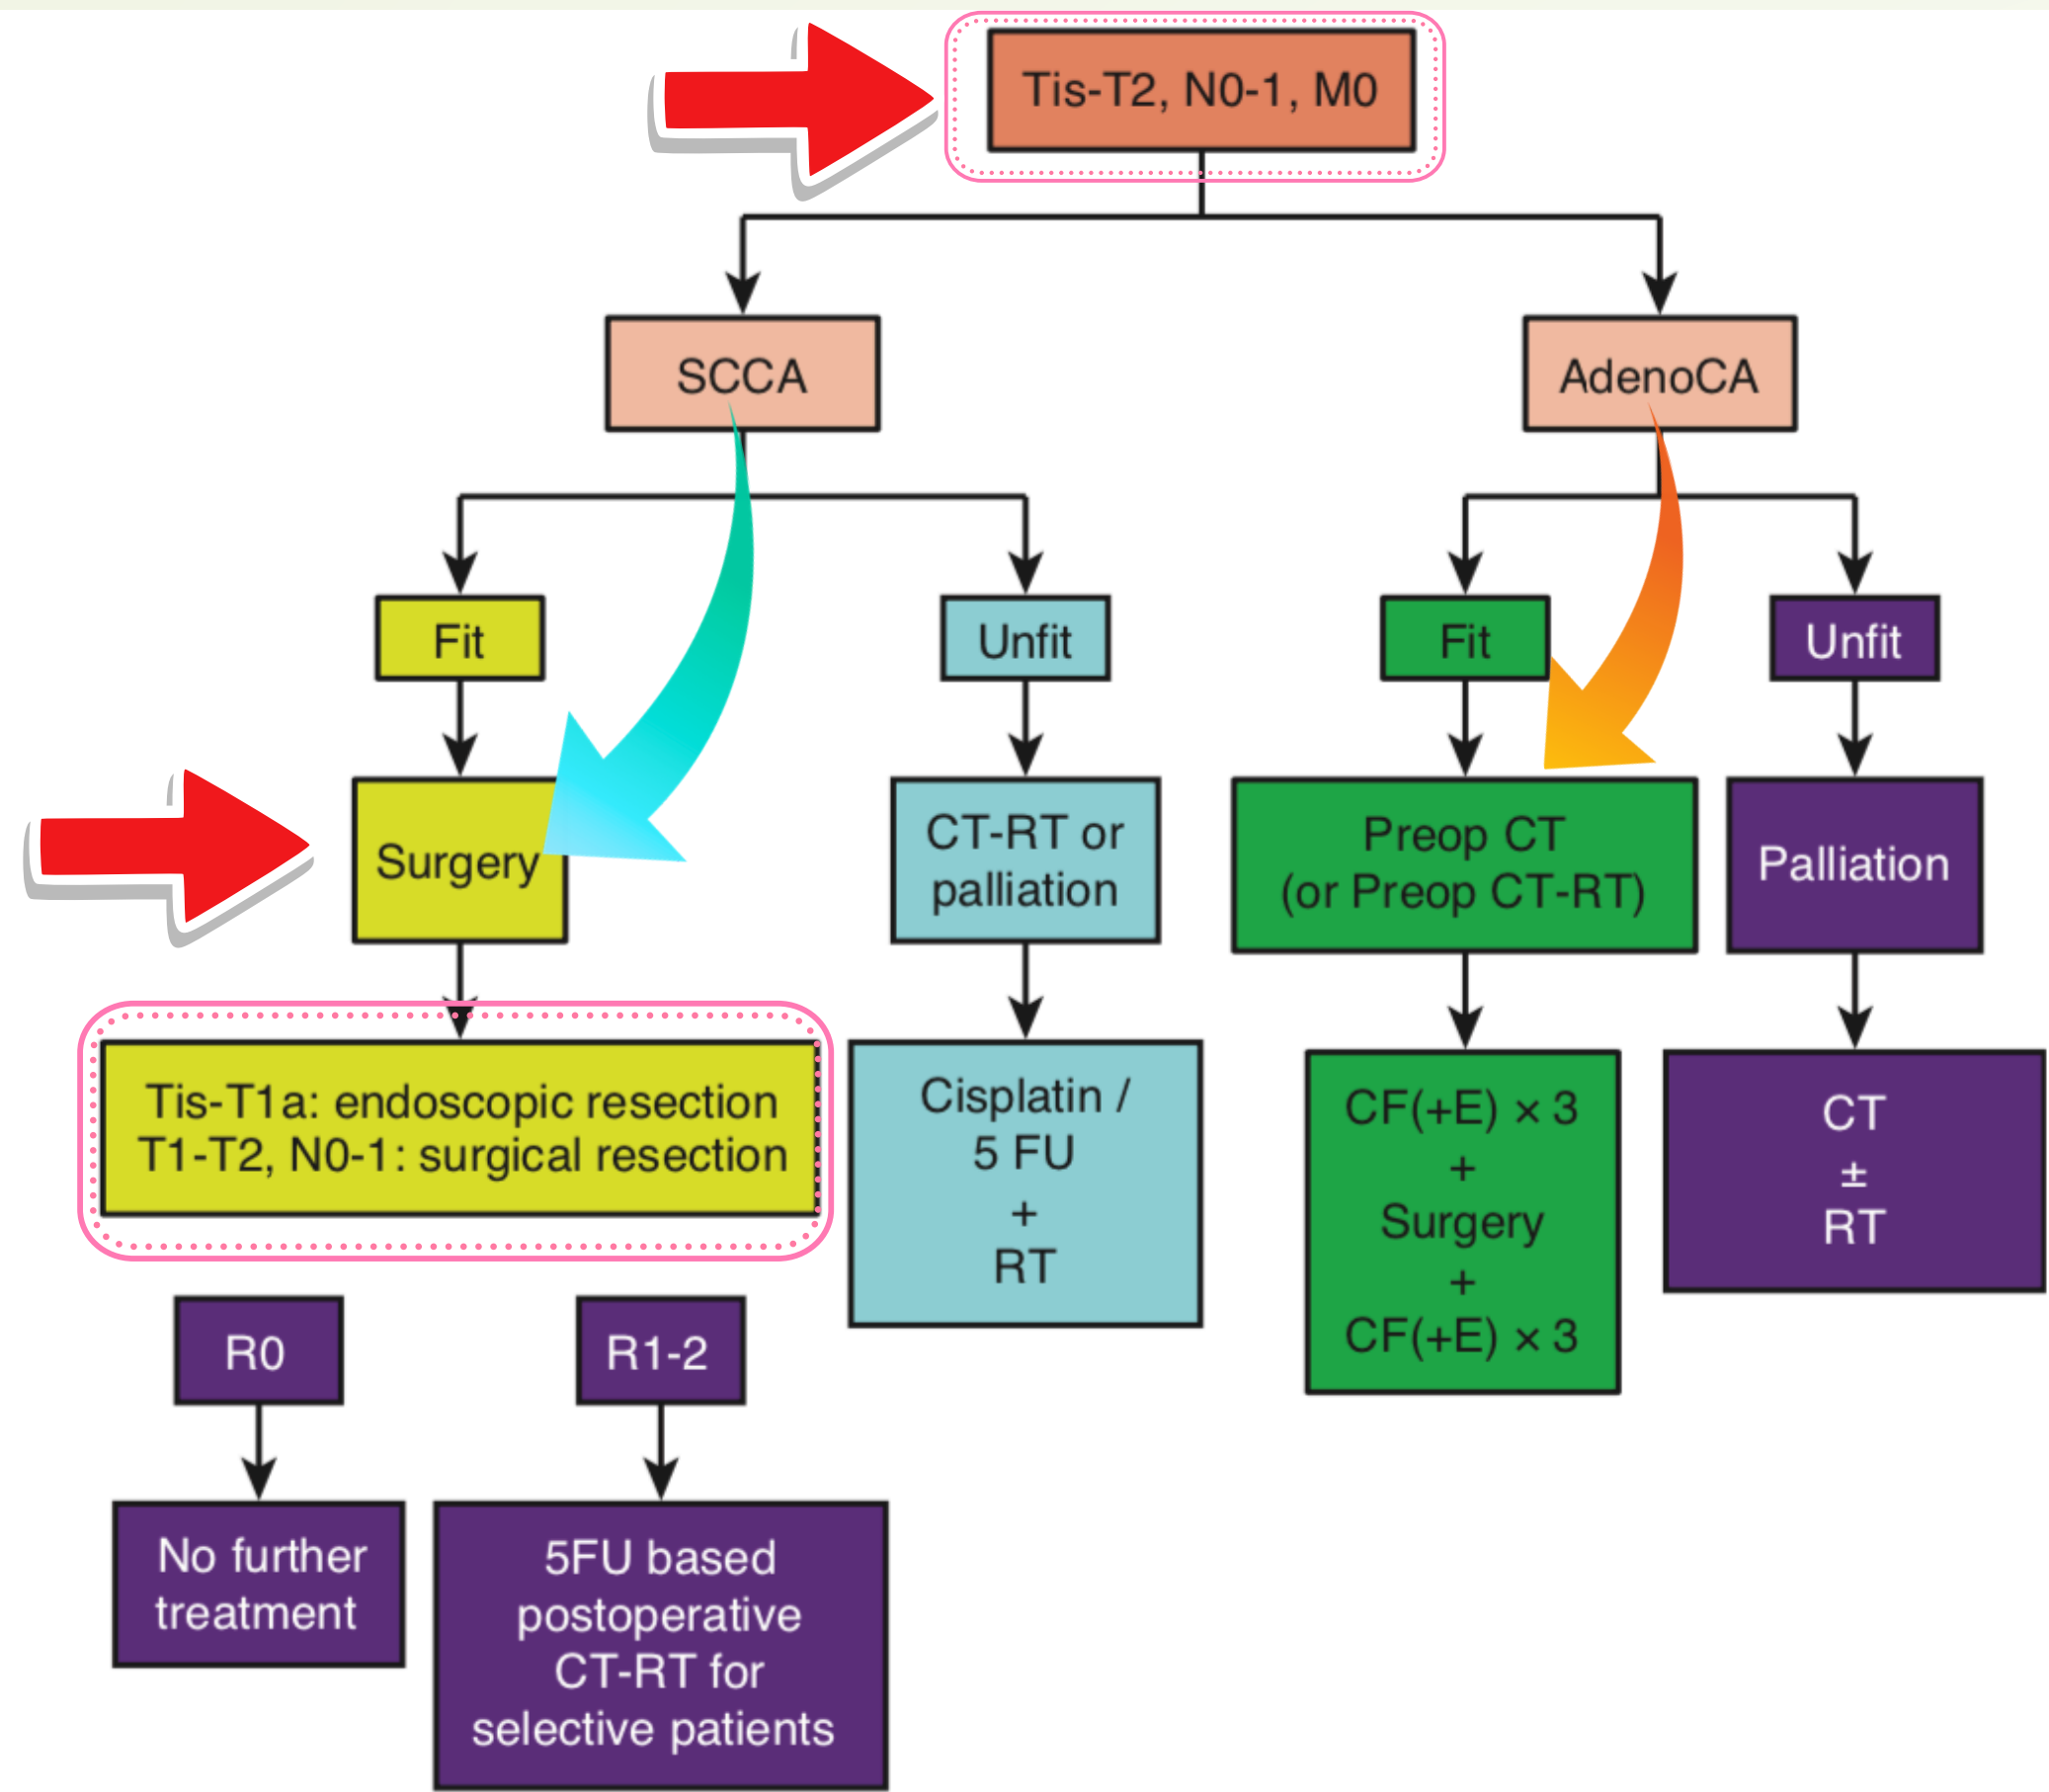 Tis-T2, N0-1, M0
SCCA
AdenoCA
Fit
Unfit
Fit
Unfit
Surgery
CT-RT or
palliation
Preop CT
(or Preop CT-RT)
Palliation
Tis-T1a: endoscopic resection
T1-T2, N0-1: surgical resection
Cisplatin /
5 FU
+
RT
CF(+E) × 3
+
Surgery
+
CF(+E) × 3
CT
±
RT
R0
R1-2
No further
treatment
5FU based
postoperative
CT-RT for
selective patients